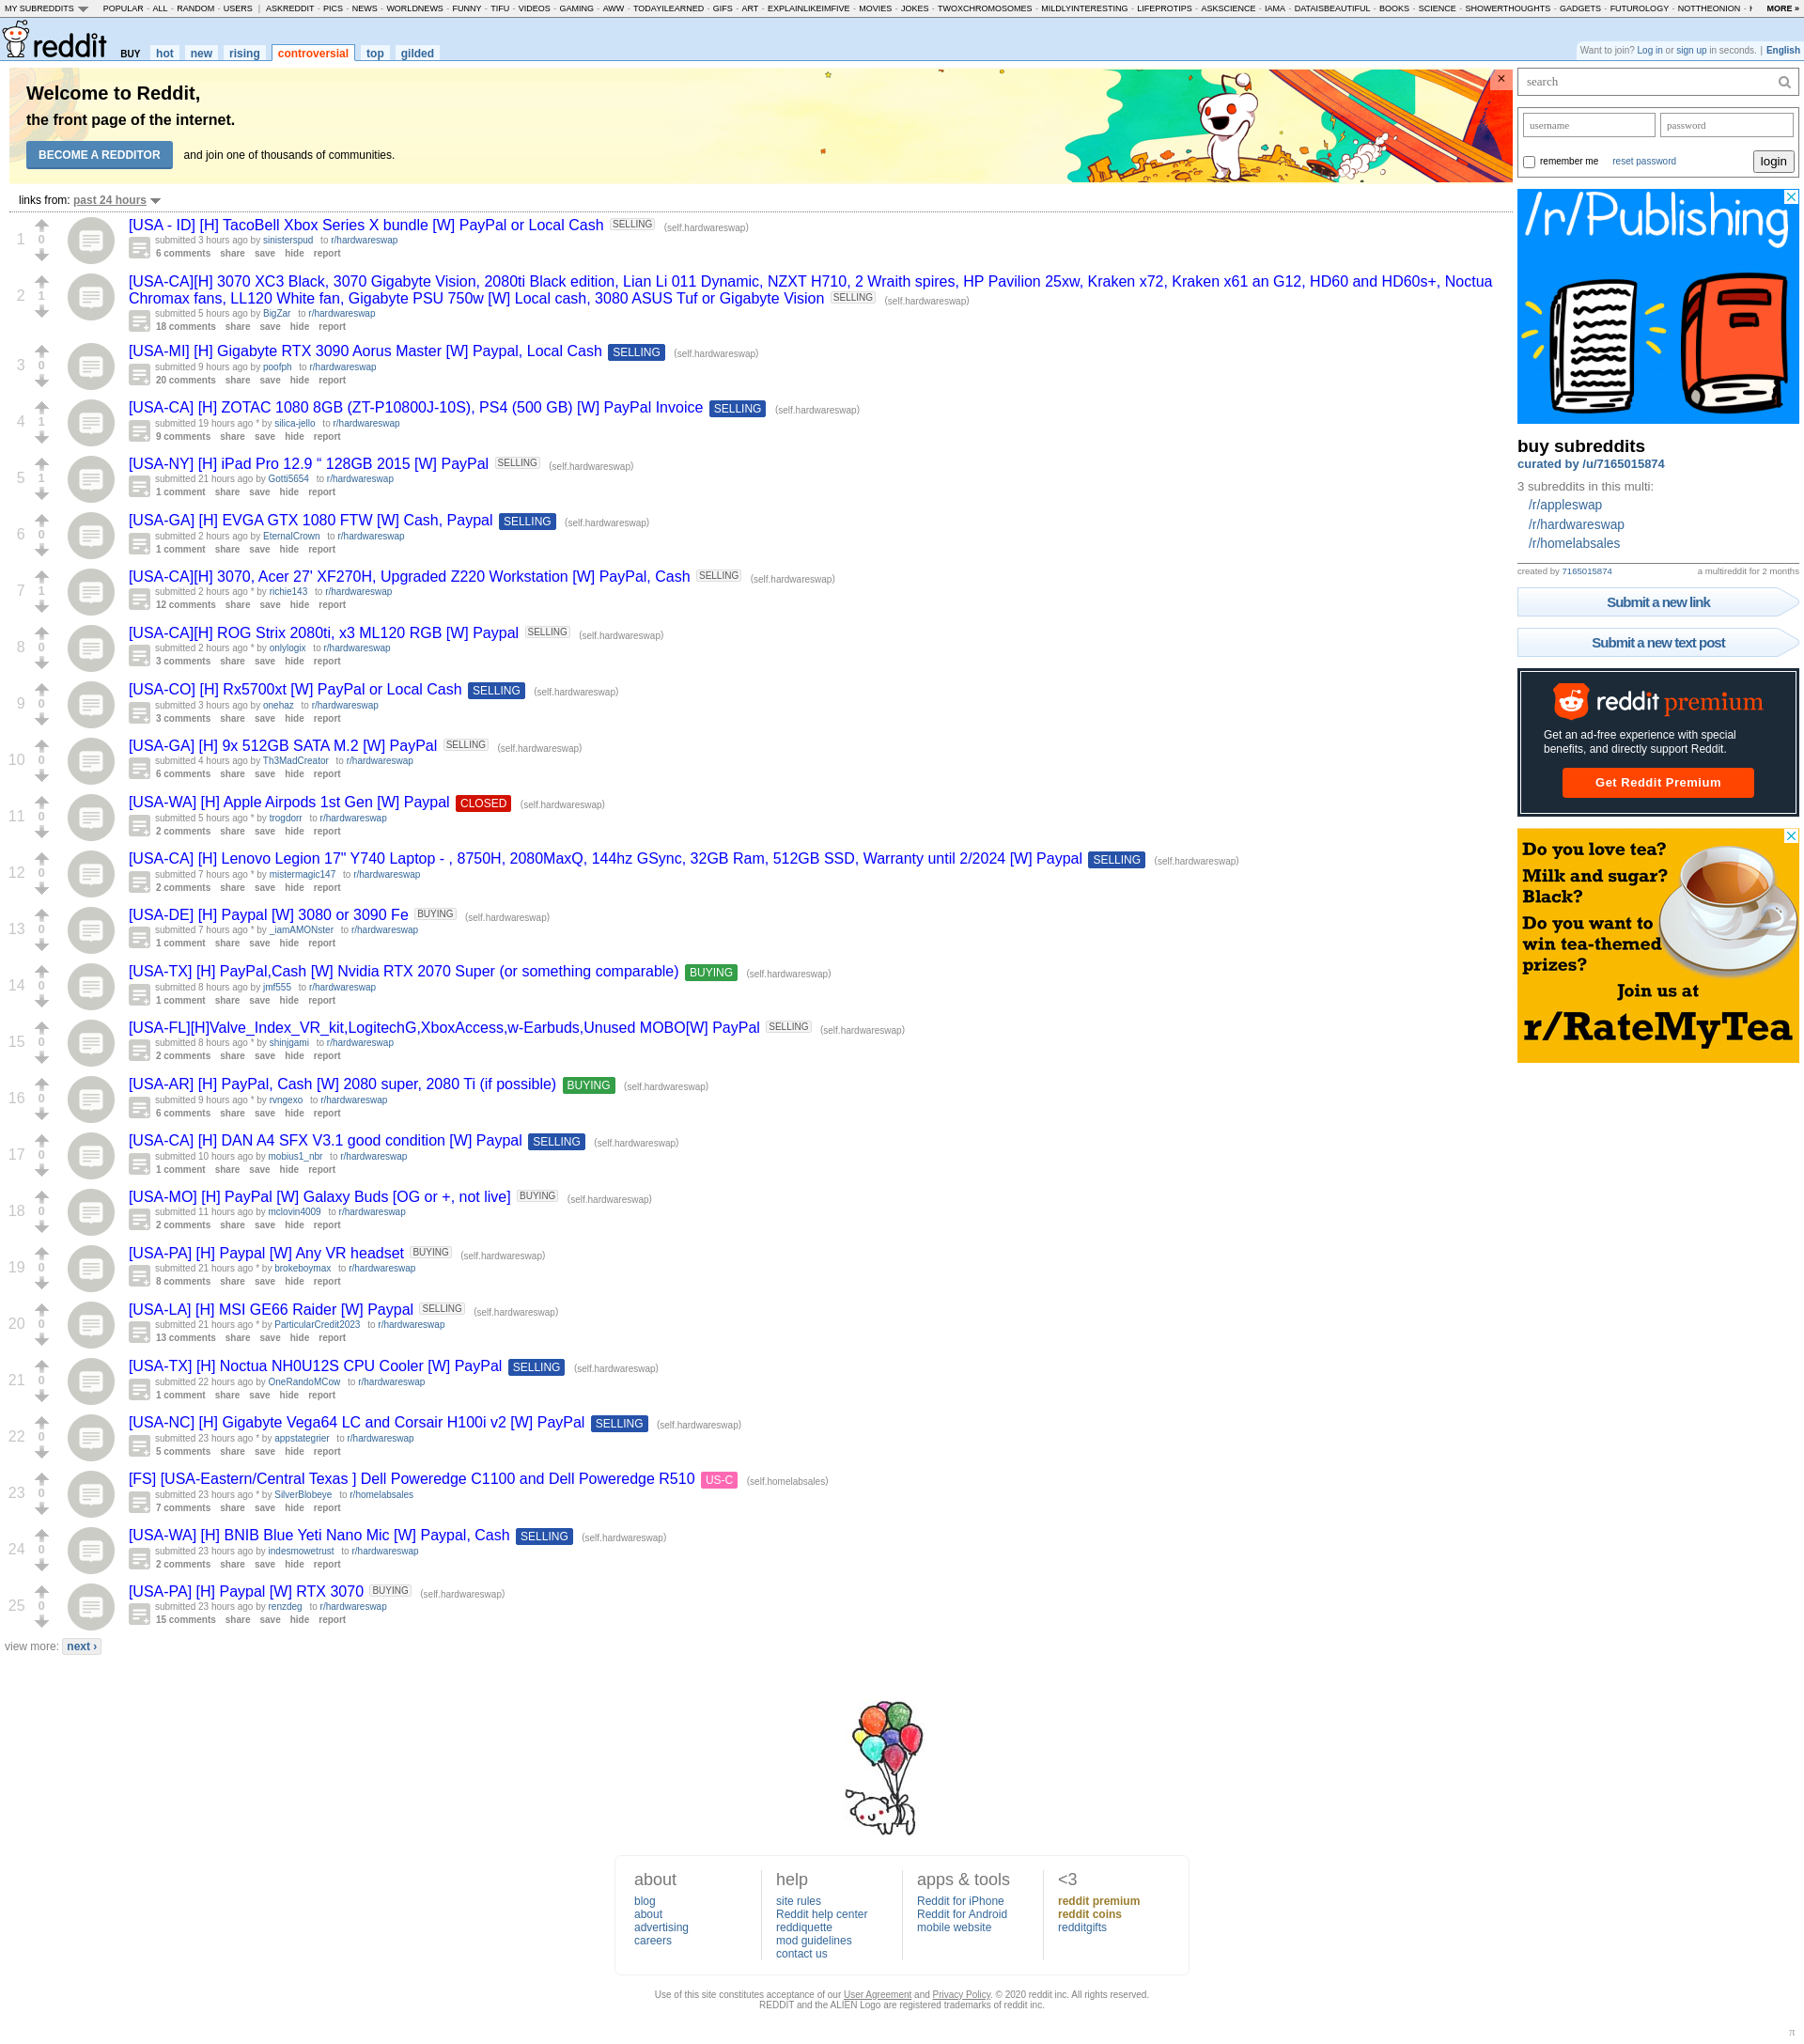 MY SUBREDDITS POPULAR - ALL - RANDOM - USERS | ASKREDDIT - PICS - NEWS - WORLDNEWS - FUNNY - TIFU - VIDEOS - GAMING - AWW - TODAYILEARNED - GIFS - ART - EXPLAINLIKEIMFIVE - MOVIES - JOKES - TWOXCHROMOSOMES - MILDLYINTERESTING - LIFEPROTIPS - ASKSCIENCE - IAMA - DATAISBEAUTIFUL - BOOKS - SCIENCE - SHOWERTHOUGHTS - GADGETS - FUTUROLOGY - NOTTHEONION - MORE »
reddit BUY hot new rising controversial top gilded
Want to join? Log in or sign up in seconds. | English
Welcome to Reddit,
the front page of the internet.
BECOME A REDDITOR and join one of thousands of communities.
×
links from: past 24 hours
1
0
[USA - ID] [H] TacoBell Xbox Series X bundle [W] PayPal or Local Cash SELLING (self.hardwareswap)
submitted 3 hours ago by sinisterspud to r/hardwareswap
6 comments share save hide report
2
1
[USA-CA][H] 3070 XC3 Black, 3070 Gigabyte Vision, 2080ti Black edition, Lian Li 011 Dynamic, NZXT H710, 2 Wraith spires, HP Pavilion 25xw, Kraken x72, Kraken x61 an G12, HD60 and HD60s+, Noctua
Chromax fans, LL120 White fan, Gigabyte PSU 750w [W] Local cash, 3080 ASUS Tuf or Gigabyte Vision SELLING (self.hardwareswap)
submitted 5 hours ago by BigZar to r/hardwareswap
18 comments share save hide report
3
0
[USA-MI] [H] Gigabyte RTX 3090 Aorus Master [W] Paypal, Local Cash SELLING (self.hardwareswap)
submitted 9 hours ago by poofph to r/hardwareswap
20 comments share save hide report
4
1
[USA-CA] [H] ZOTAC 1080 8GB (ZT-P10800J-10S), PS4 (500 GB) [W] PayPal Invoice SELLING (self.hardwareswap)
submitted 19 hours ago * by silica-jello to r/hardwareswap
9 comments share save hide report
5
1
[USA-NY] [H] iPad Pro 12.9 “ 128GB 2015 [W] PayPal SELLING (self.hardwareswap)
submitted 21 hours ago by Gotti5654 to r/hardwareswap
1 comment share save hide report
6
0
[USA-GA] [H] EVGA GTX 1080 FTW [W] Cash, Paypal SELLING (self.hardwareswap)
submitted 2 hours ago by EternalCrown to r/hardwareswap
1 comment share save hide report
7
1
[USA-CA][H] 3070, Acer 27' XF270H, Upgraded Z220 Workstation [W] PayPal, Cash SELLING (self.hardwareswap)
submitted 2 hours ago * by richie143 to r/hardwareswap
12 comments share save hide report
8
0
[USA-CA][H] ROG Strix 2080ti, x3 ML120 RGB [W] Paypal SELLING (self.hardwareswap)
submitted 2 hours ago * by onlylogix to r/hardwareswap
3 comments share save hide report
9
0
[USA-CO] [H] Rx5700xt [W] PayPal or Local Cash SELLING (self.hardwareswap)
submitted 3 hours ago by onehaz to r/hardwareswap
3 comments share save hide report
10
0
[USA-GA] [H] 9x 512GB SATA M.2 [W] PayPal SELLING (self.hardwareswap)
submitted 4 hours ago by Th3MadCreator to r/hardwareswap
6 comments share save hide report
11
0
[USA-WA] [H] Apple Airpods 1st Gen [W] Paypal CLOSED (self.hardwareswap)
submitted 5 hours ago * by trogdorr to r/hardwareswap
2 comments share save hide report
12
0
[USA-CA] [H] Lenovo Legion 17" Y740 Laptop - , 8750H, 2080MaxQ, 144hz GSync, 32GB Ram, 512GB SSD, Warranty until 2/2024 [W] Paypal SELLING (self.hardwareswap)
submitted 7 hours ago * by mistermagic147 to r/hardwareswap
2 comments share save hide report
13
0
[USA-DE] [H] Paypal [W] 3080 or 3090 Fe BUYING (self.hardwareswap)
submitted 7 hours ago * by _iamAMONster to r/hardwareswap
1 comment share save hide report
14
0
[USA-TX] [H] PayPal,Cash [W] Nvidia RTX 2070 Super (or something comparable) BUYING (self.hardwareswap)
submitted 8 hours ago by jmf555 to r/hardwareswap
1 comment share save hide report
15
0
[USA-FL][H]Valve_Index_VR_kit,LogitechG,XboxAccess,w-Earbuds,Unused MOBO[W] PayPal SELLING (self.hardwareswap)
submitted 8 hours ago * by shinjgami to r/hardwareswap
2 comments share save hide report
16
0
[USA-AR] [H] PayPal, Cash [W] 2080 super, 2080 Ti (if possible) BUYING (self.hardwareswap)
submitted 9 hours ago * by rvngexo to r/hardwareswap
6 comments share save hide report
17
0
[USA-CA] [H] DAN A4 SFX V3.1 good condition [W] Paypal SELLING (self.hardwareswap)
submitted 10 hours ago by mobius1_nbr to r/hardwareswap
1 comment share save hide report
18
0
[USA-MO] [H] PayPal [W] Galaxy Buds [OG or +, not live] BUYING (self.hardwareswap)
submitted 11 hours ago by mclovin4009 to r/hardwareswap
2 comments share save hide report
19
0
[USA-PA] [H] Paypal [W] Any VR headset BUYING (self.hardwareswap)
submitted 21 hours ago * by brokeboymax to r/hardwareswap
8 comments share save hide report
20
0
[USA-LA] [H] MSI GE66 Raider [W] Paypal SELLING (self.hardwareswap)
submitted 21 hours ago * by ParticularCredit2023 to r/hardwareswap
13 comments share save hide report
21
0
[USA-TX] [H] Noctua NH0U12S CPU Cooler [W] PayPal SELLING (self.hardwareswap)
submitted 22 hours ago by OneRandoMCow to r/hardwareswap
1 comment share save hide report
22
0
[USA-NC] [H] Gigabyte Vega64 LC and Corsair H100i v2 [W] PayPal SELLING (self.hardwareswap)
submitted 23 hours ago * by appstategrier to r/hardwareswap
5 comments share save hide report
23
0
[FS] [USA-Eastern/Central Texas ] Dell Poweredge C1100 and Dell Poweredge R510 US-C (self.homelabsales)
submitted 23 hours ago * by SilverBlobeye to r/homelabsales
7 comments share save hide report
24
0
[USA-WA] [H] BNIB Blue Yeti Nano Mic [W] Paypal, Cash SELLING (self.hardwareswap)
submitted 23 hours ago by indesmowetrust to r/hardwareswap
2 comments share save hide report
25
0
[USA-PA] [H] Paypal [W] RTX 3070 BUYING (self.hardwareswap)
submitted 23 hours ago by renzdeg to r/hardwareswap
15 comments share save hide report
view more: next ›
search
username password
remember me reset password login
/r/Publishing
buy subreddits
curated by /u/7165015874
3 subreddits in this multi:
/r/appleswap
/r/hardwareswap
/r/homelabsales
created by 7165015874 a multireddit for 2 months
Submit a new link
Submit a new text post
reddit premium
Get an ad-free experience with special
benefits, and directly support Reddit.
Get Reddit Premium
Do you love tea?
Milk and sugar?
Black?
Do you want to
win tea-themed
prizes?
Join us at
r/RateMyTea
about
blog
about
advertising
careers
help
site rules
Reddit help center
reddiquette
mod guidelines
contact us
apps & tools
Reddit for iPhone
Reddit for Android
mobile website
<3
reddit premium
reddit coins
redditgifts
Use of this site constitutes acceptance of our User Agreement and Privacy Policy. © 2020 reddit inc. All rights reserved.
REDDIT and the ALIEN Logo are registered trademarks of reddit inc.
π